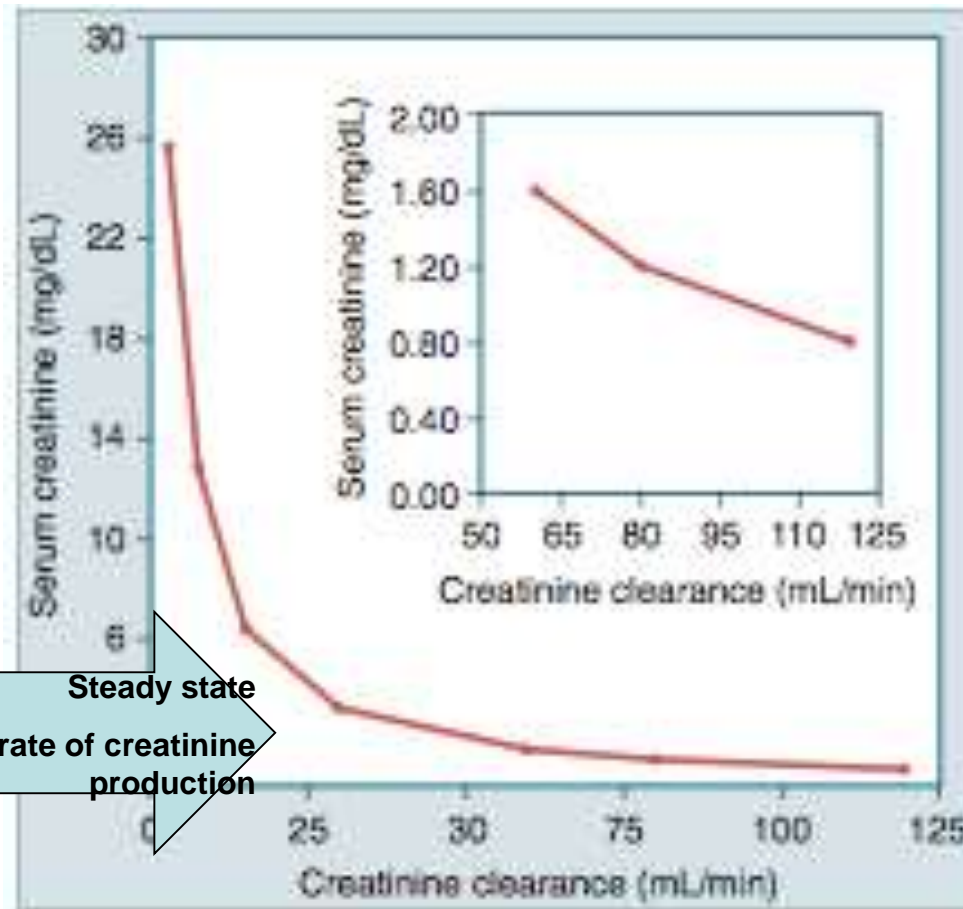 30
26
22
18
14
10
6
Serum creatinine (mg/dL)
2.00
1.60
1.20
0.80
0.40
0.00
Serum creatinine (mg/dL)
50 65 80 95 110 125
Creatinine clearance (mL/min)
Steady state
rate of creatinine
production
0 25 30 75 100 125
Creatinine clearance (mL/min)